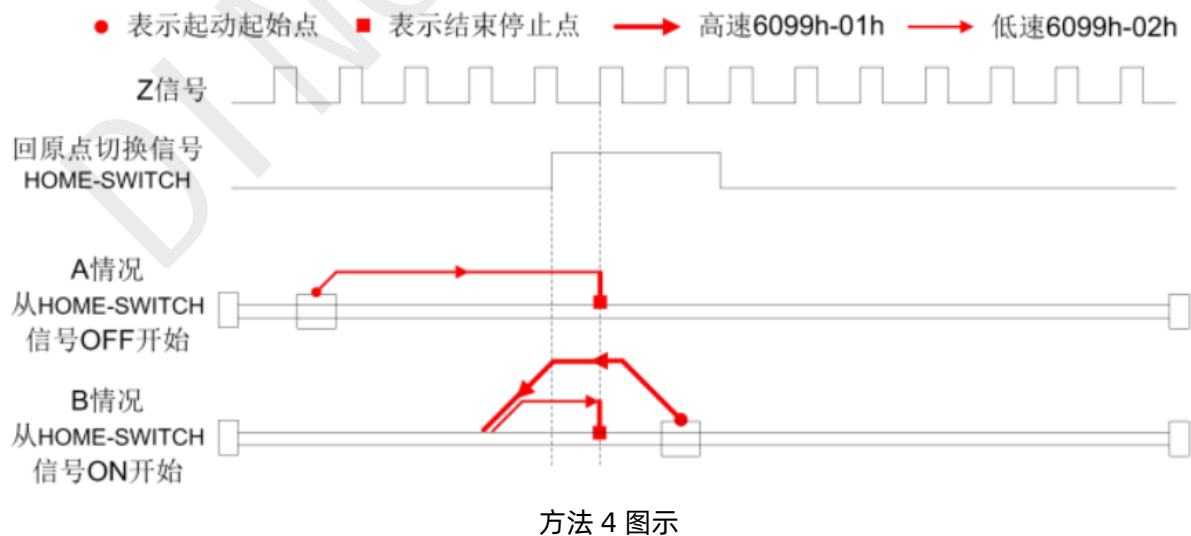 表示起动起始点 表示结束停止点 高速6099h-01h 低速6099h-02h
Z信号
回原点切换信号
HOME-SWITCH
A情况
从HOME-SWITCH
信号OFF开始
B情况
从HOME-SWITCH
信号ON开始
方法 4 图示